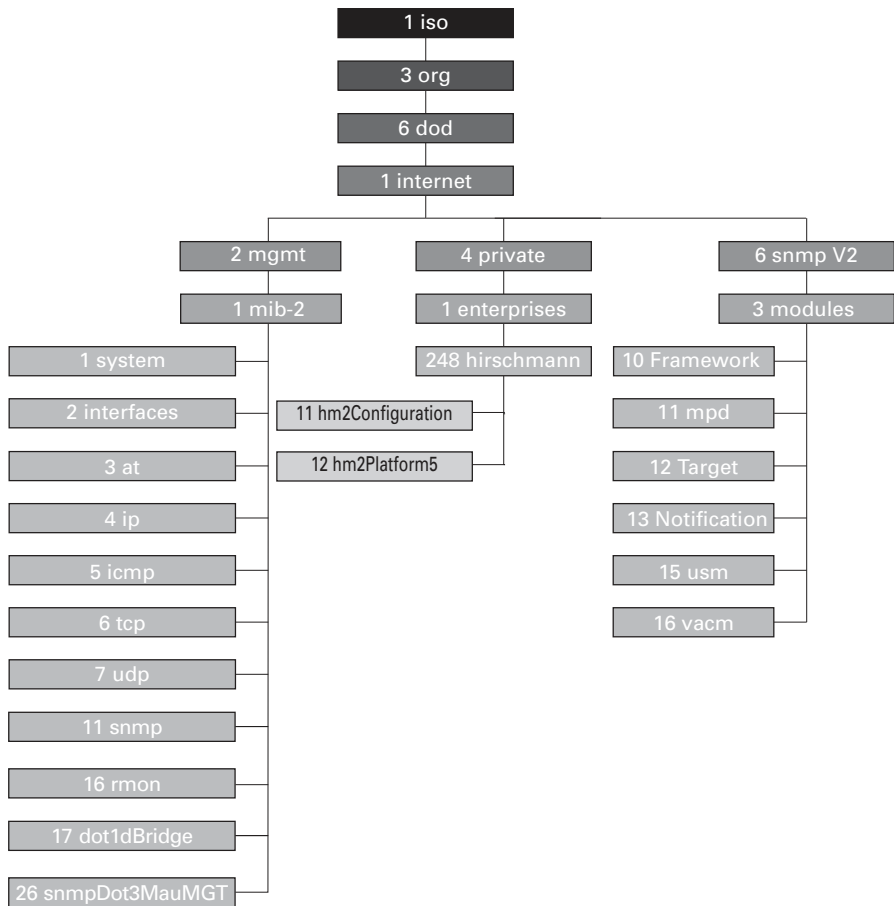 1 iso
3 org
6 dod
1 internet
2 mgmt
4 private
6 snmp V2
1 mib-2
1 enterprises
3 modules
1 system
248 hirschmann
10 Framework
2 interfaces
11 hm2Configuration
11 mpd
3 at
12 hm2Platform5
12 Target
4 ip
13 Notification
5 icmp
15 usm
6 tcp
16 vacm
7 udp
11 snmp
16 rmon
17 dot1dBridge
26 snmpDot3MauMGT